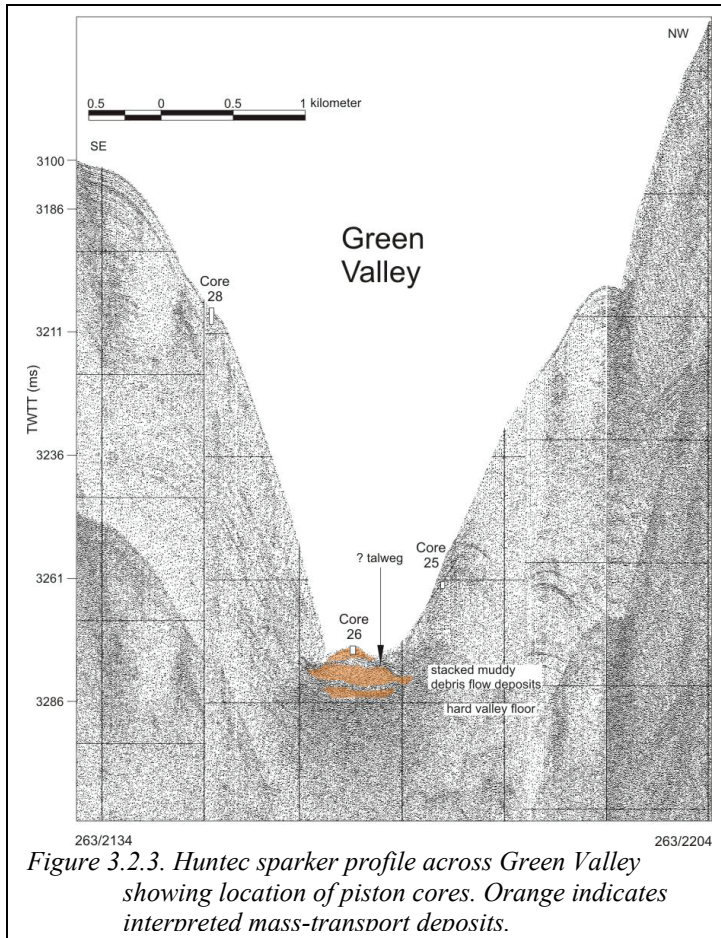 NW
0.5 0 0.5 1 kilometer
SE
3100
3186
Green
Valley
Core
28
3211
TWTT (ms)
3236
Core
25
? talweg
3261
Core
26
stacked muddy
debris flow deposits
hard valley floor
3286
263/2134 263/2204
Figure 3.2.3. Huntec sparker profile across Green Valley
showing location of piston cores. Orange indicates
interpreted mass-transport deposits.